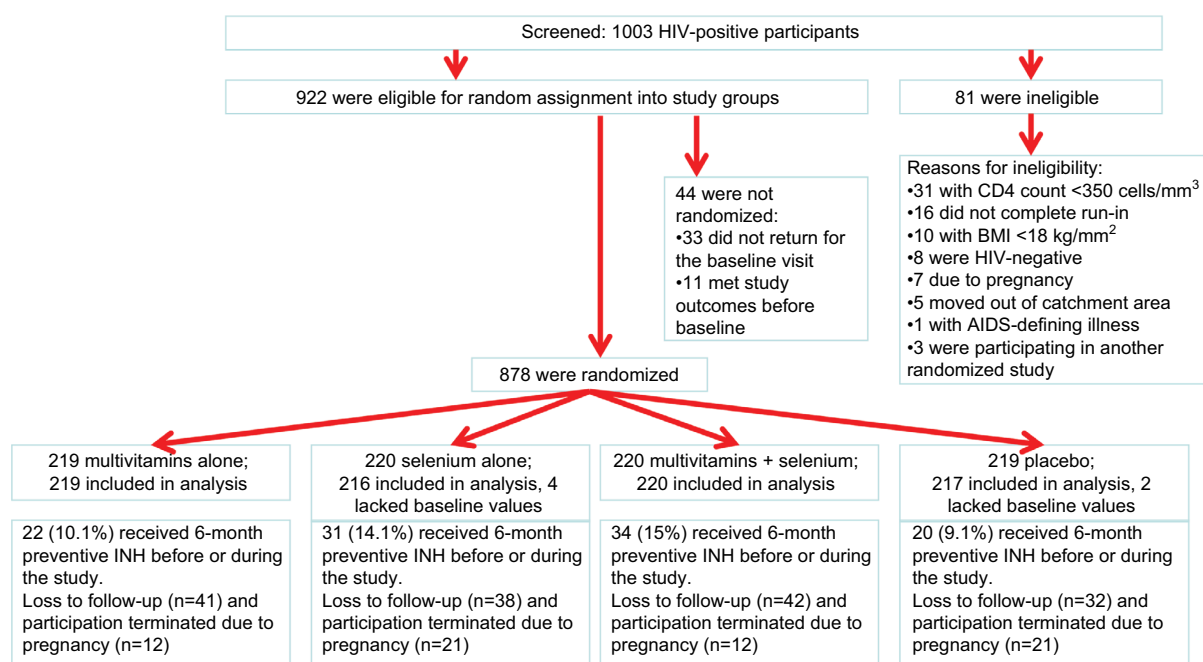 Screened: 1003 HIV-positive participants
922 were eligible for random assignment into study groups
81 were ineligible
44 were not
randomized:
•33 did not return for
the baseline visit
•11 met study
outcomes before
baseline
Reasons for ineligibility:
•31 with CD4 count <350 cells/mm³
•16 did not complete run-in
•10 with BMI <18 kg/mm²
•8 were HIV-negative
•7 due to pregnancy
•5 moved out of catchment area
•1 with AIDS-defining illness
•3 were participating in another
randomized study
878 were randomized
219 multivitamins alone;
219 included in analysis
22 (10.1%) received 6-month
preventive INH before or during
the study.
Loss to follow-up (n=41) and
participation terminated due to
pregnancy (n=12)
220 selenium alone;
216 included in analysis, 4
lacked baseline values
31 (14.1%) received 6-month
preventive INH before or during
the study.
Loss to follow-up (n=38) and
participation terminated due to
pregnancy (n=21)
220 multivitamins + selenium;
220 included in analysis
34 (15%) received 6-month
preventive INH before or during
the study.
Loss to follow-up (n=42) and
participation terminated due to
pregnancy (n=12)
219 placebo;
217 included in analysis, 2
lacked baseline values
20 (9.1%) received 6-month
preventive INH before or during
the study.
Loss to follow-up (n=32) and
participation terminated due to
pregnancy (n=21)